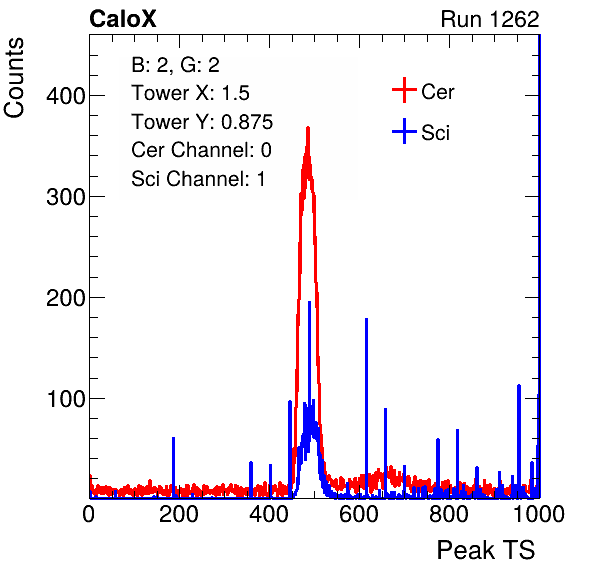 CaloX Run 1262
Counts
B: 2, G: 2
Tower X: 1.5
Tower Y: 0.875
Cer Channel: 0
Sci Channel: 1
Cer
Sci
400
300
200
100
0 200 400 600 800 1000
Peak TS